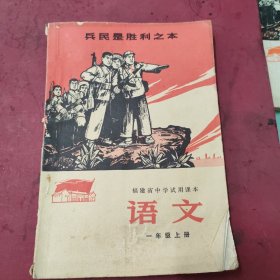 兵民是胜利之本
福建省中学试用课本
语文
一年级上册